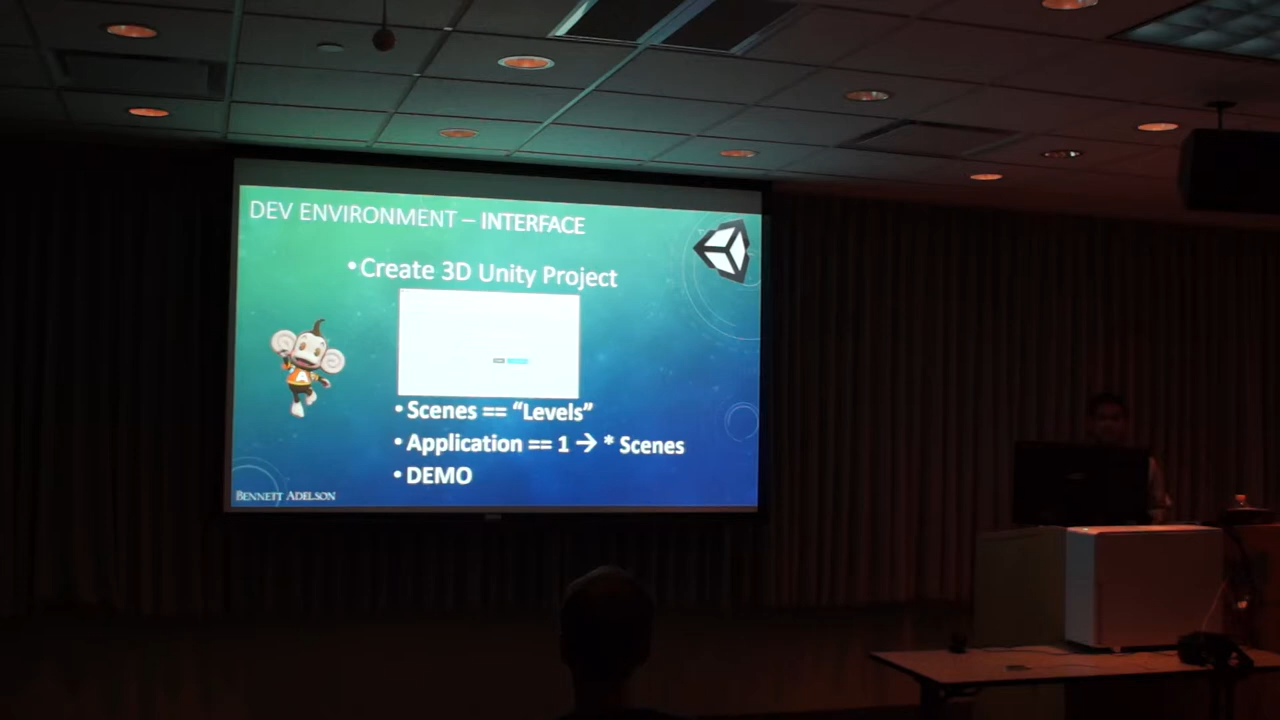 DEV ENVIRONMENT – INTERFACE
• Create 3D Unity Project
• Scenes == “Levels”
• Application == 1 → * Scenes
• DEMO
BENNETT ADELSON